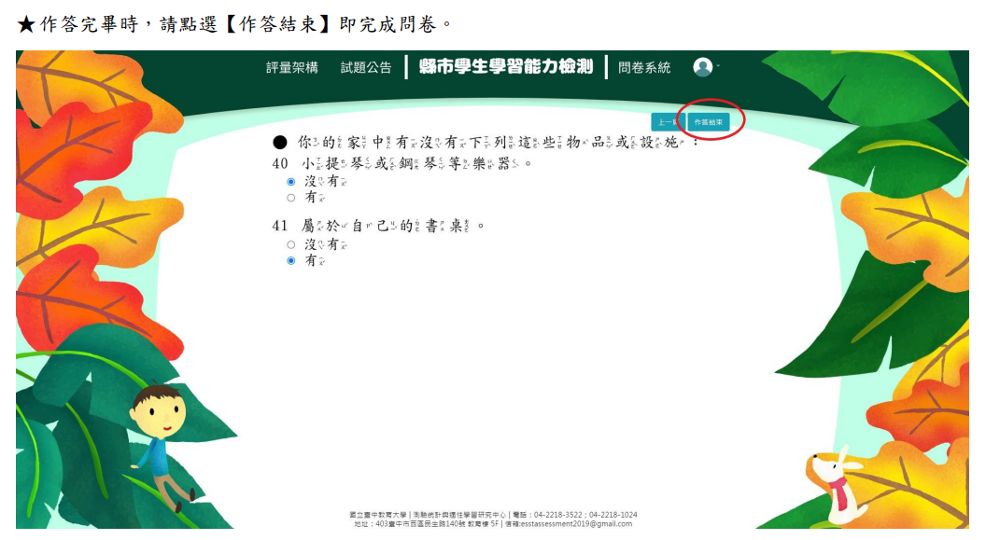 ★作答完畢時，請點選【作答結束】即完成問卷。
評量架構 試題公告 | 縣市學生學習能力檢測 | 問卷系統
上一頁 作答結束
● 你的家中有沒有下列這些物品或設施：
40 小提琴或鋼琴等樂器。
沒有
有
41 屬於自己的書桌。
沒有
有
國立臺中教育大學 | 測驗統計與適性學習研究中心 | 電話：04-2218-3522；04-2218-1024
地址：403臺中市西區民生路140號 教育樓 5F | 信箱:esstassessment2019@gmail.com